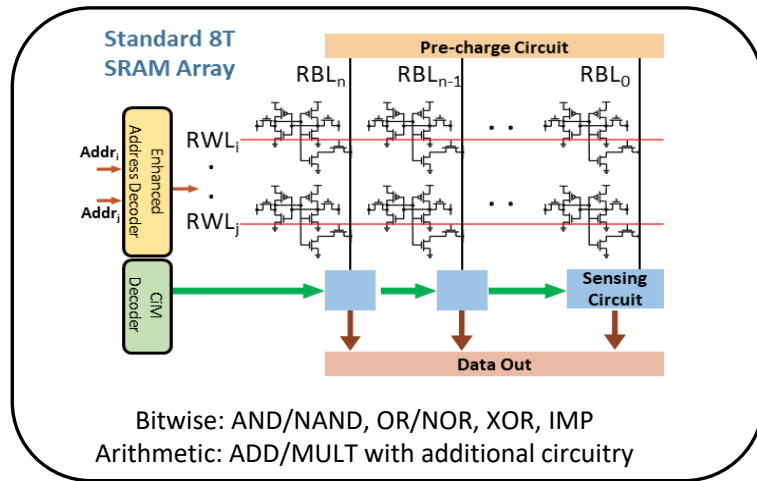 Standard 8T
SRAM Array
Pre-charge Circuit
RBLn
RBLn-1
RBL0
Enhanced
Address Decoder
Addri
Addrj
RWLi
RWLj
CiM
Decoder
Sensing
Circuit
Data Out
Bitwise: AND/NAND, OR/NOR, XOR, IMP
Arithmetic: ADD/MULT with additional circuitry